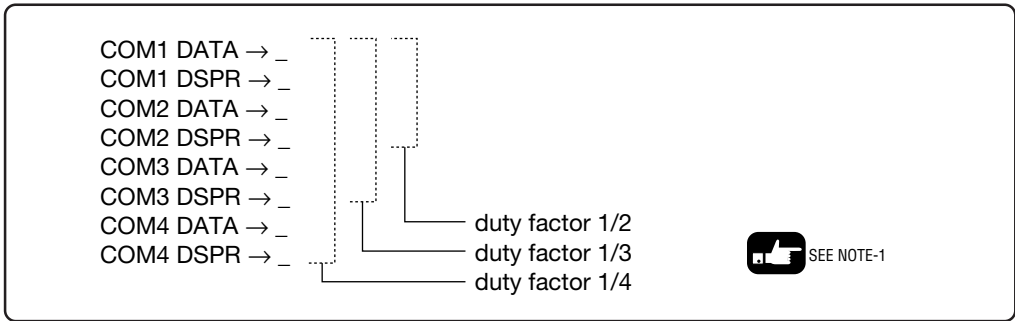 COM1 DATA → _
COM1 DSPR → _
COM2 DATA → _
COM2 DSPR → _
COM3 DATA → _
COM3 DSPR → _
COM4 DATA → _
COM4 DSPR → _
duty factor 1/2
duty factor 1/3
duty factor 1/4
SEE NOTE-1